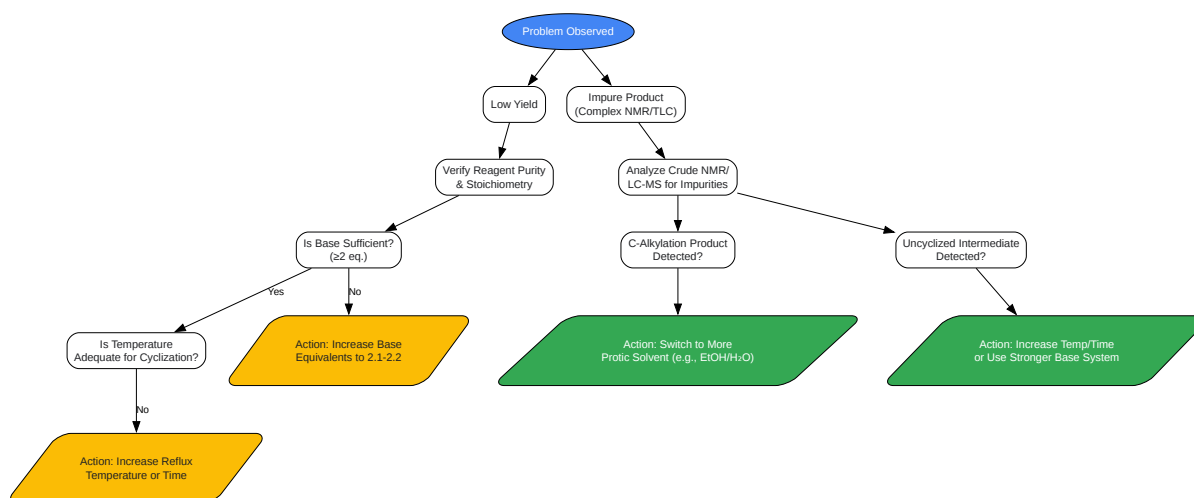 Problem Observed
Low Yield
Impure Product
(Complex NMR/TLC)
Verify Reagent Purity
& Stoichiometry
Analyze Crude NMR/
LC-MS for Impurities
Is Base Sufficient?
(≥2 eq.)
C-Alkylation Product
Detected?
Uncyclized Intermediate
Detected?
Yes
No
Is Temperature
Adequate for Cyclization?
Action: Increase Base
Equivalents to 2.1-2.2
Action: Switch to More
Protic Solvent (e.g., EtOH/H₂O)
Action: Increase Temp/Time
or Use Stronger Base System
No
Action: Increase Reflux
Temperature or Time